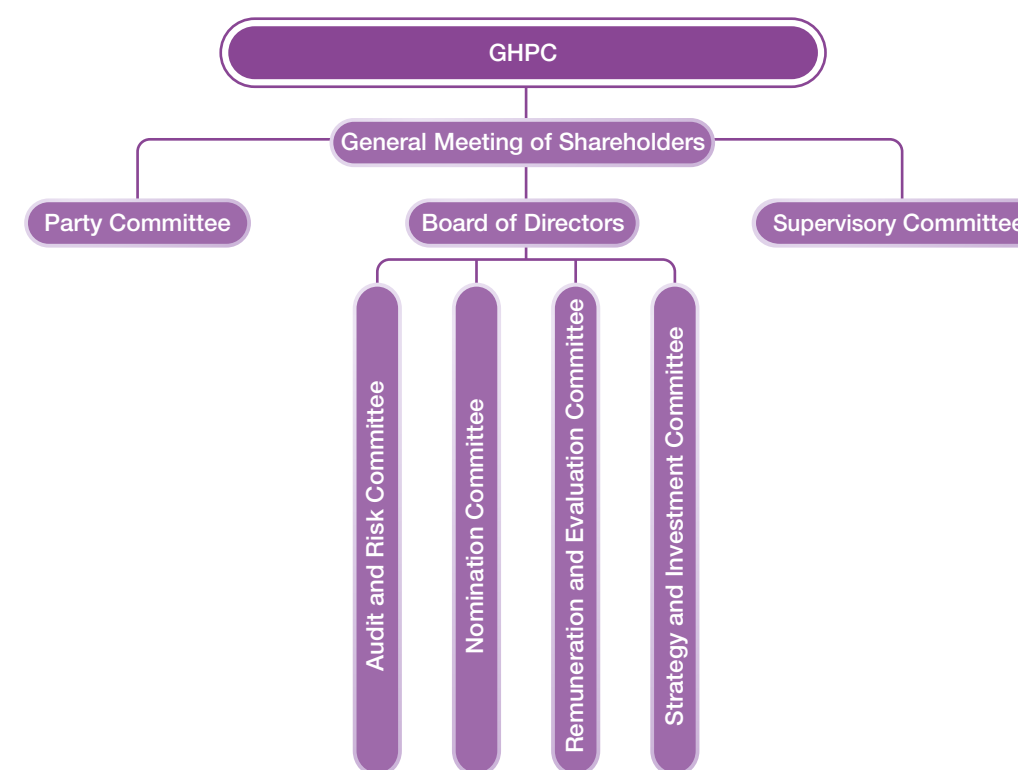 GHPC
General Meeting of Shareholders
Party Committee
Board of Directors
Supervisory Committee
Audit and Risk Committee
Nomination Committee
Remuneration and Evaluation Committee
Strategy and Investment Committee